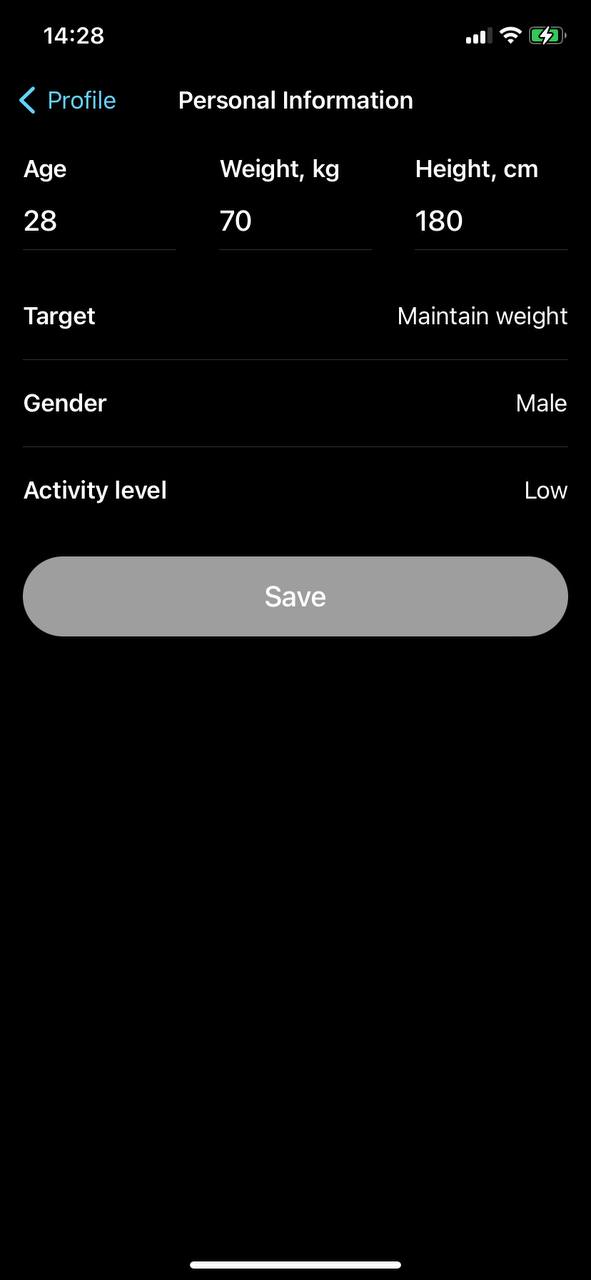 14:28
Profile Personal Information
Age Weight, kg Height, cm
28 70 180
Target Maintain weight
Gender Male
Activity level Low
Save